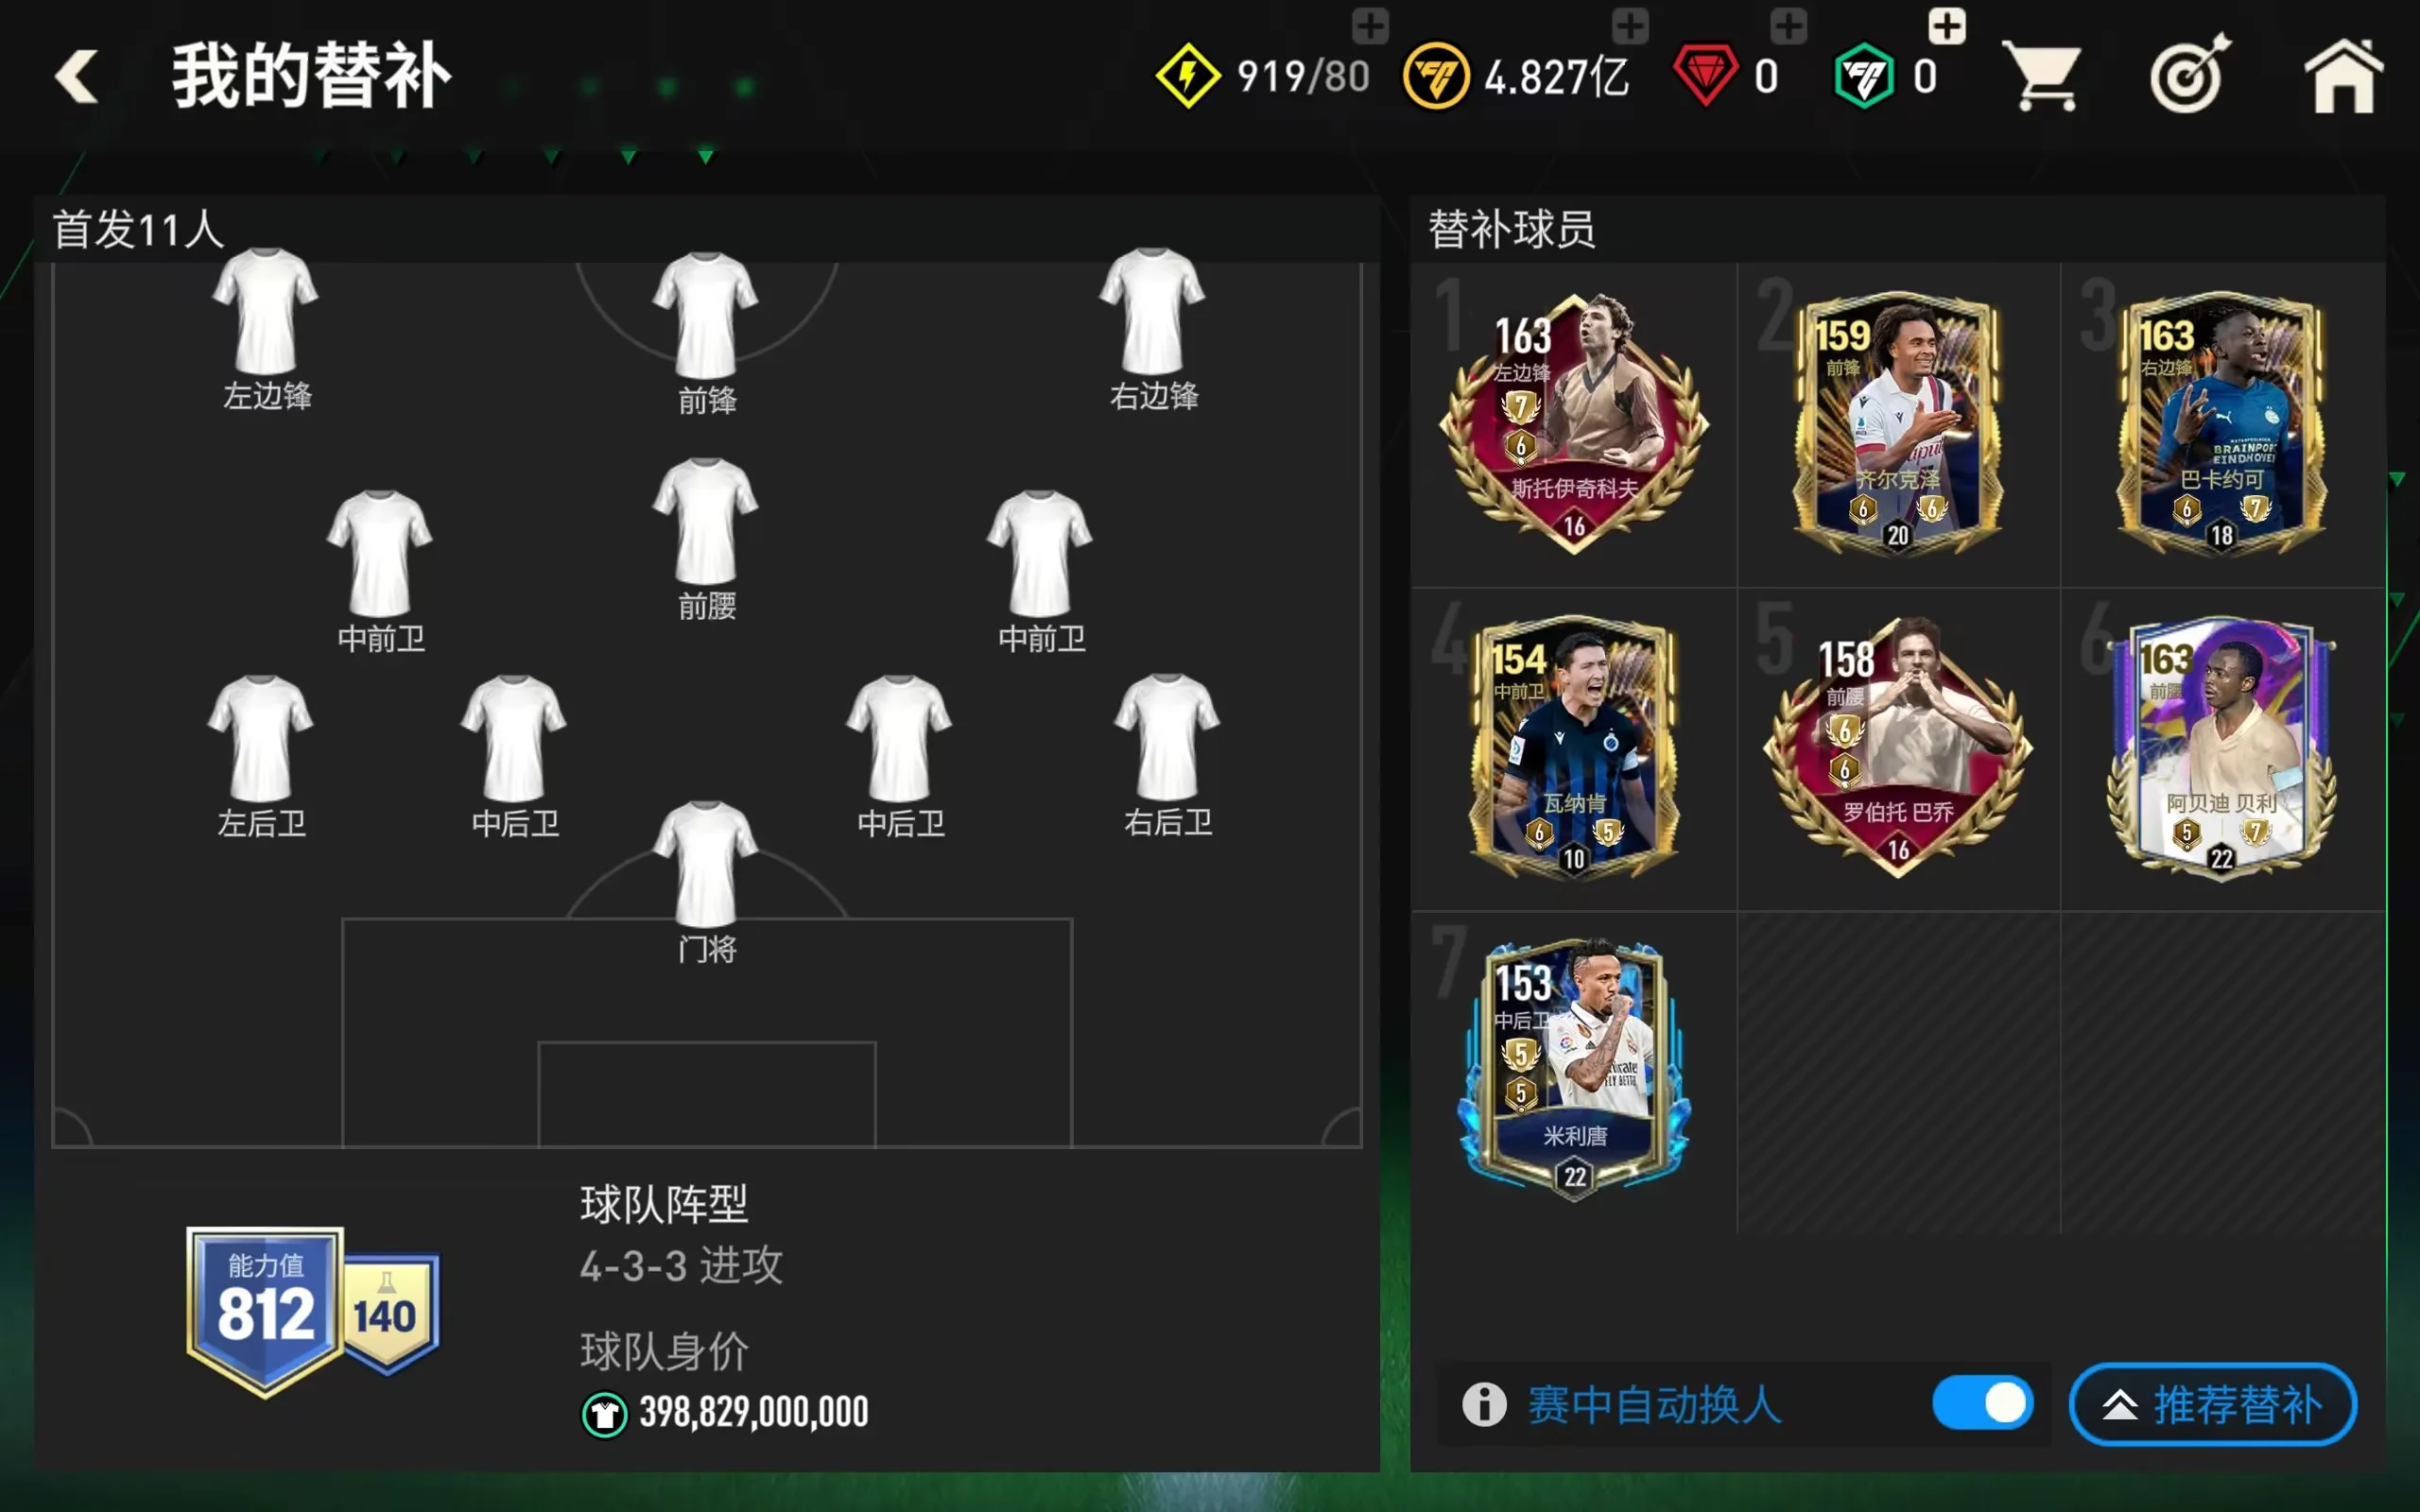 我的替补
919/80
4.827亿
0
0
首发11人
左边锋
前锋
右边锋
中前卫
前腰
中前卫
左后卫
中后卫
中后卫
右后卫
门将
能力值
812
140
球队阵型
4-3-3 进攻
球队身价
398,829,000,000
替补球员
1
163
左边锋
7
6
斯托伊奇科夫
16
2
159
前锋
齐尔克泽
6
6
20
3
163
右边锋
BRAINPORT
EINDHOVEN
巴卡约可
6
7
18
4
154
中前卫
瓦纳肯
6
5
10
5
158
前腰
6
6
罗伯托 巴乔
16
6
163
前腰
阿贝迪 贝利
5
7
22
7
153
中后卫
5
5
米利唐
22
赛中自动换人
推荐替补